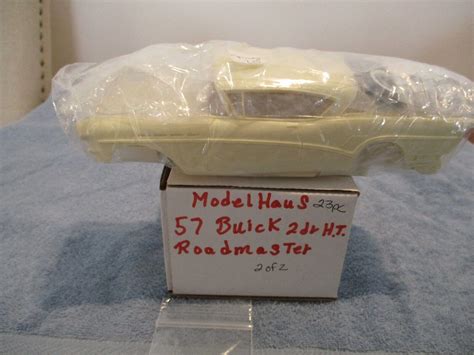 ModelHaus 23pc
57 Buick 2dr H.T.
Roadmaster
2 of 2